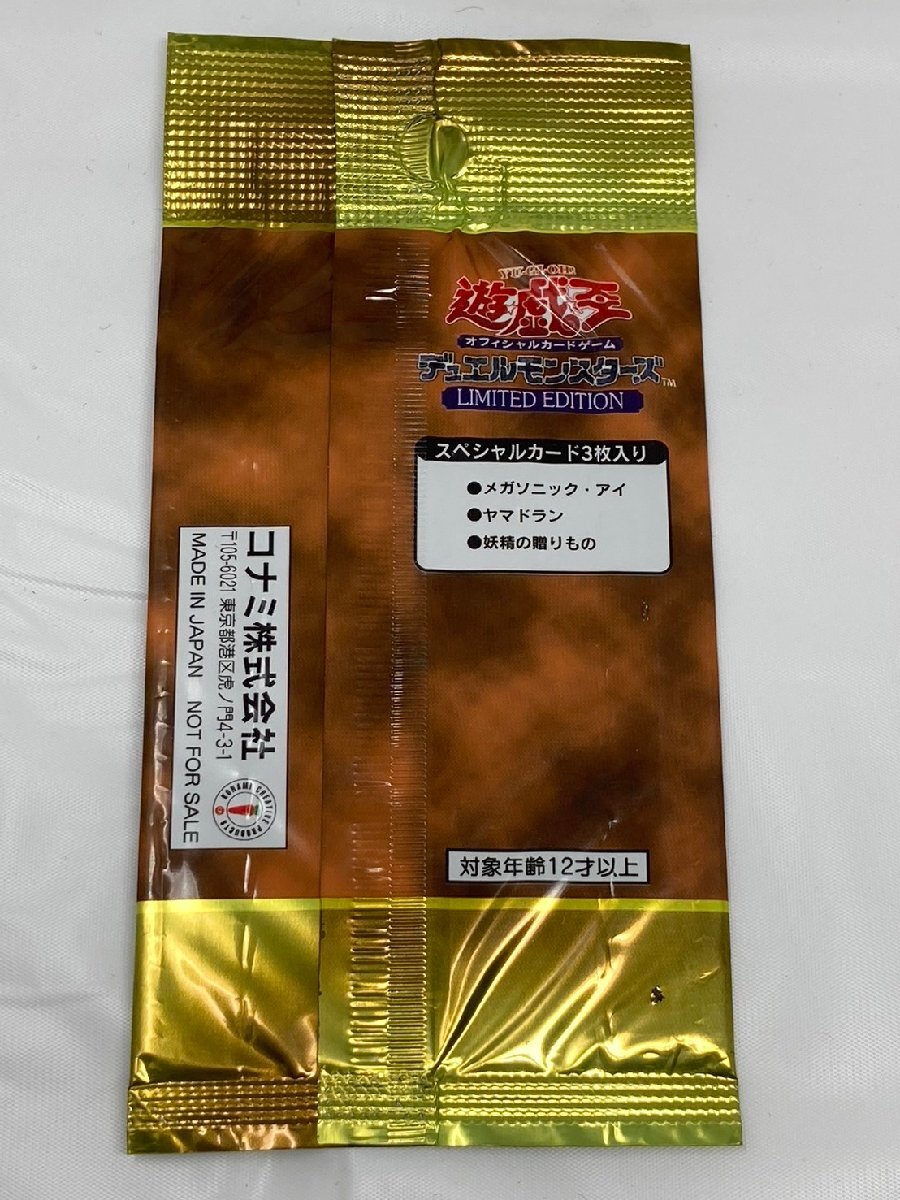 YU-GI-OH!
遊戯王
オフィシャルカードゲーム
デュエルモンスターズ™
LIMITED EDITION
スペシャルカード3枚入り
●メガソニック・アイ
●ヤマドラン
●妖精の贈りもの
対象年齢12才以上
コナミ株式会社
〒105-6021 東京都港区虎ノ門4-3-1
MADE IN JAPAN NOT FOR SALE
KONAMI CREATIVE PRODUCTS